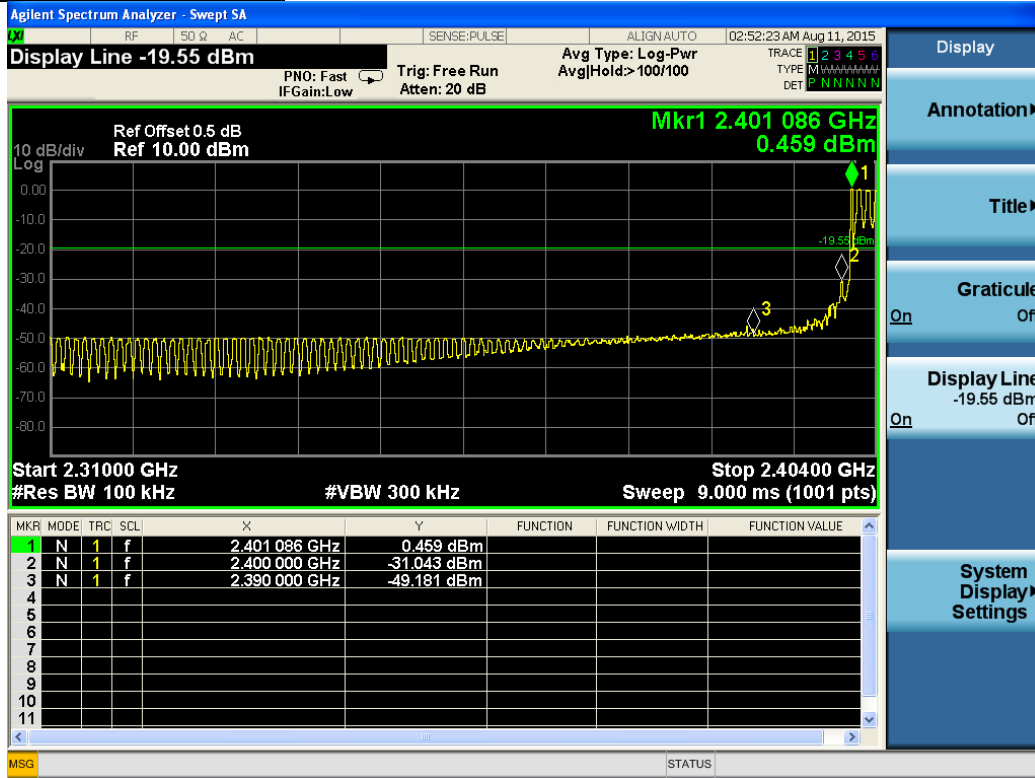 Agilent Spectrum Analyzer - Swept SA
LXI RF 50 Ω AC SENSE:PULSE ALIGN AUTO 02:52:23 AM Aug 11, 2015
Display Line -19.55 dBm
PNO: Fast
IFGain:Low
Trig: Free Run
Atten: 20 dB
Avg Type: Log-Pwr
Avg|Hold:>100/100
TRACE 1 2 3 4 5 6
TYPE M
DET P N N N N N
Display
Annotation
Title
Graticule
On Off
Display Line
-19.55 dBm
On Off
System
Display
Settings
Mkr1 2.401 086 GHz
0.459 dBm
Ref Offset 0.5 dB
10 dB/div Ref 10.00 dBm
Log
0.00
-10.0
-20.0
-30.0
-40.0
-50.0
-60.0
-70.0
-80.0
1
-19.55 dBm
2
3
Start 2.31000 GHz Stop 2.40400 GHz
#Res BW 100 kHz #VBW 300 kHz Sweep 9.000 ms (1001 pts)
MKR MODE TRC SCL X Y FUNCTION FUNCTION WIDTH FUNCTION VALUE
1 N 1 f 2.401 086 GHz 0.459 dBm
2 N 1 f 2.400 000 GHz -31.043 dBm
3 N 1 f 2.390 000 GHz -49.181 dBm
4
5
6
7
8
9
10
11
MSG STATUS